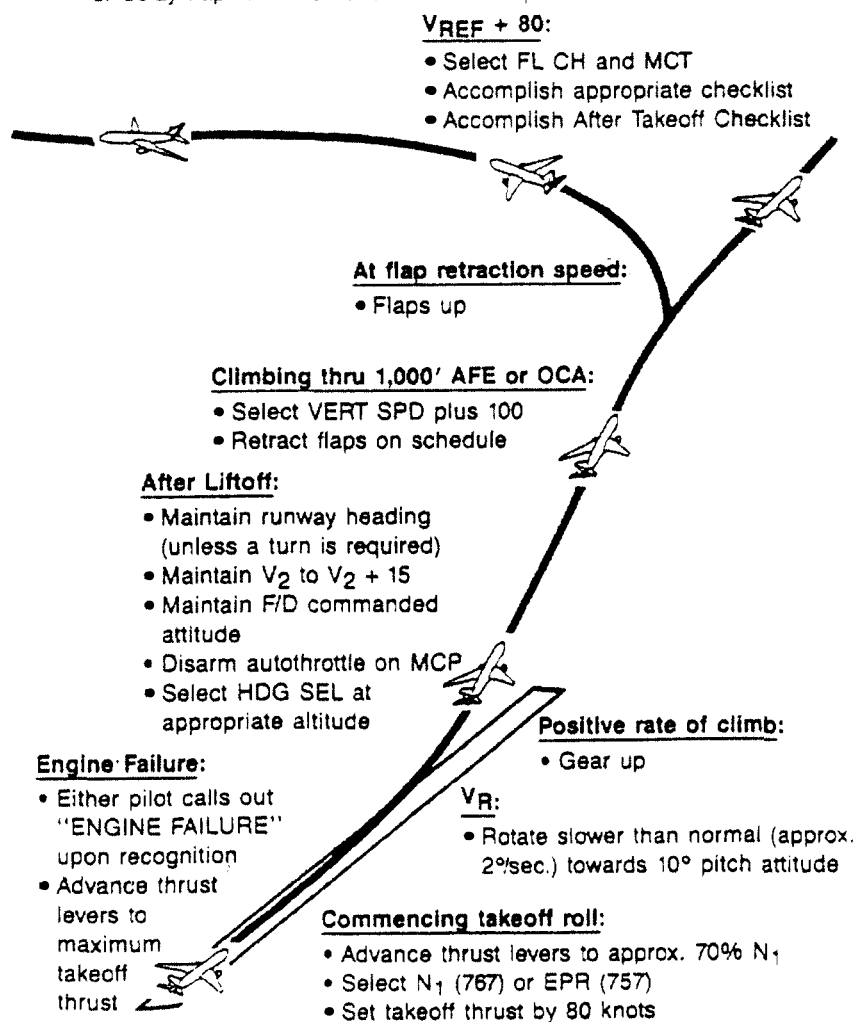 VREF + 80:
• Select FL CH and MCT
• Accomplish appropriate checklist
• Accomplish After Takeoff Checklist
At flap retraction speed:
• Flaps up
Climbing thru 1,000′ AFE or OCA:
• Select VERT SPD plus 100
• Retract flaps on schedule
After Liftoff:
• Maintain runway heading
(unless a turn is required)
• Maintain V2 to V2 + 15
• Maintain F/D commanded
attitude
• Disarm autothrottle on MCP
• Select HDG SEL at
appropriate altitude
Positive rate of climb:
• Gear up
Engine Failure:
• Either pilot calls out
"ENGINE FAILURE"
upon recognition
• Advance thrust
levers to
maximum
takeoff
thrust
VR:
• Rotate slower than normal (approx.
2°/sec.) towards 10° pitch attitude
Commencing takeoff roll:
• Advance thrust levers to approx. 70% N1
• Select N1 (767) or EPR (757)
• Set takeoff thrust by 80 knots